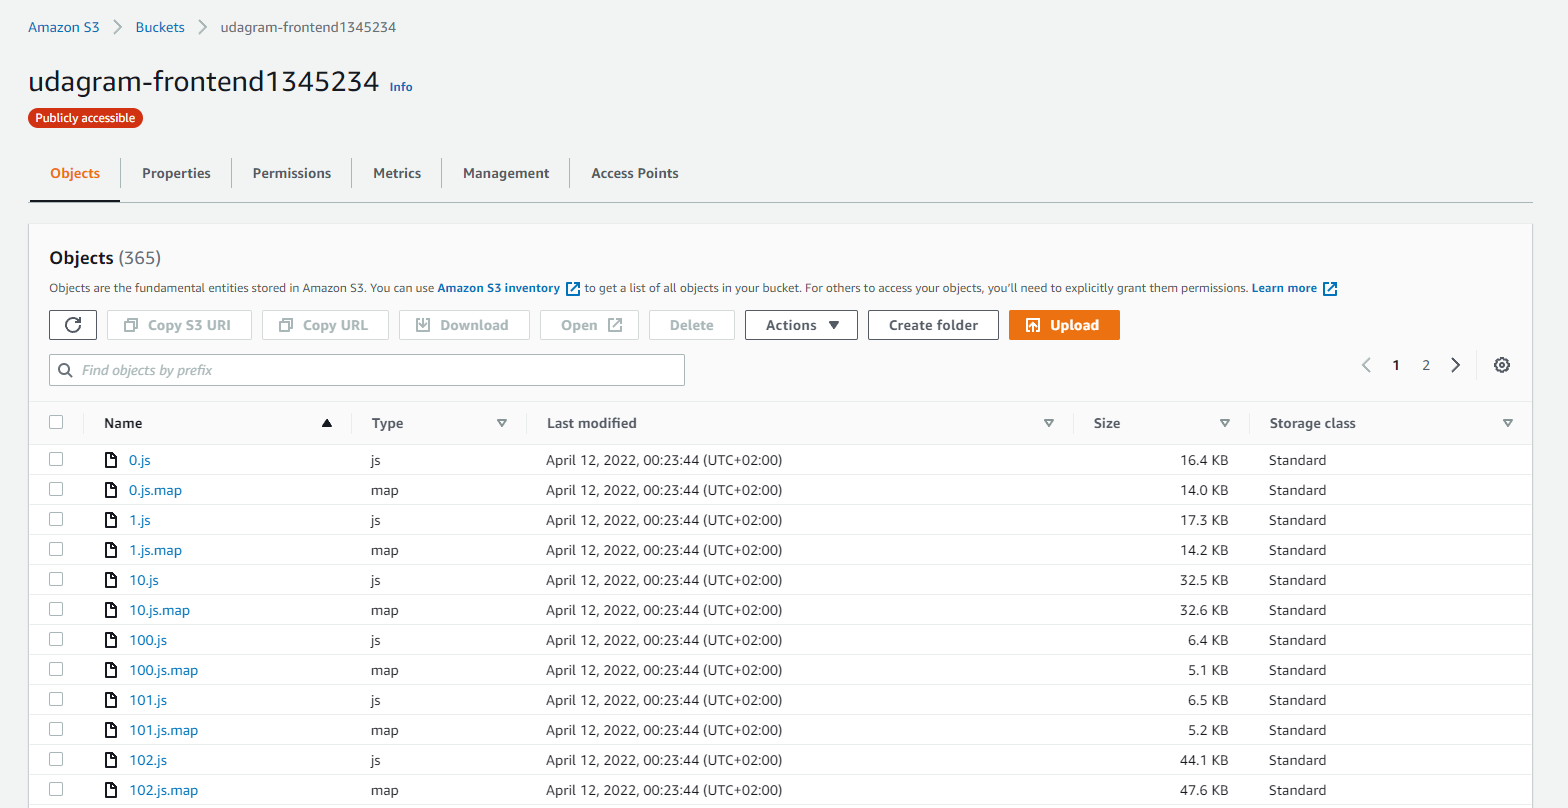 Amazon S3 Buckets udagram-frontend1345234
udagram-frontend1345234 Info
Publicly accessible
Objects Properties Permissions Metrics Management Access Points
Objects (365)
Objects are the fundamental entities stored in Amazon S3. You can use Amazon S3 inventory to get a list of all objects in your bucket. For others to access your objects, you'll need to explicitly grant them permissions. Learn more
Copy S3 URI Copy URL Download Open Delete Actions Create folder Upload
Find objects by prefix 1 2
Name Type Last modified Size Storage class
0.js js April 12, 2022, 00:23:44 (UTC+02:00) 16.4 KB Standard
0.js.map map April 12, 2022, 00:23:44 (UTC+02:00) 14.0 KB Standard
1.js js April 12, 2022, 00:23:44 (UTC+02:00) 17.3 KB Standard
1.js.map map April 12, 2022, 00:23:44 (UTC+02:00) 14.2 KB Standard
10.js js April 12, 2022, 00:23:44 (UTC+02:00) 32.5 KB Standard
10.js.map map April 12, 2022, 00:23:44 (UTC+02:00) 32.6 KB Standard
100.js js April 12, 2022, 00:23:44 (UTC+02:00) 6.4 KB Standard
100.js.map map April 12, 2022, 00:23:44 (UTC+02:00) 5.1 KB Standard
101.js js April 12, 2022, 00:23:44 (UTC+02:00) 6.5 KB Standard
101.js.map map April 12, 2022, 00:23:44 (UTC+02:00) 5.2 KB Standard
102.js js April 12, 2022, 00:23:44 (UTC+02:00) 44.1 KB Standard
102.js.map map April 12, 2022, 00:23:44 (UTC+02:00) 47.6 KB Standard